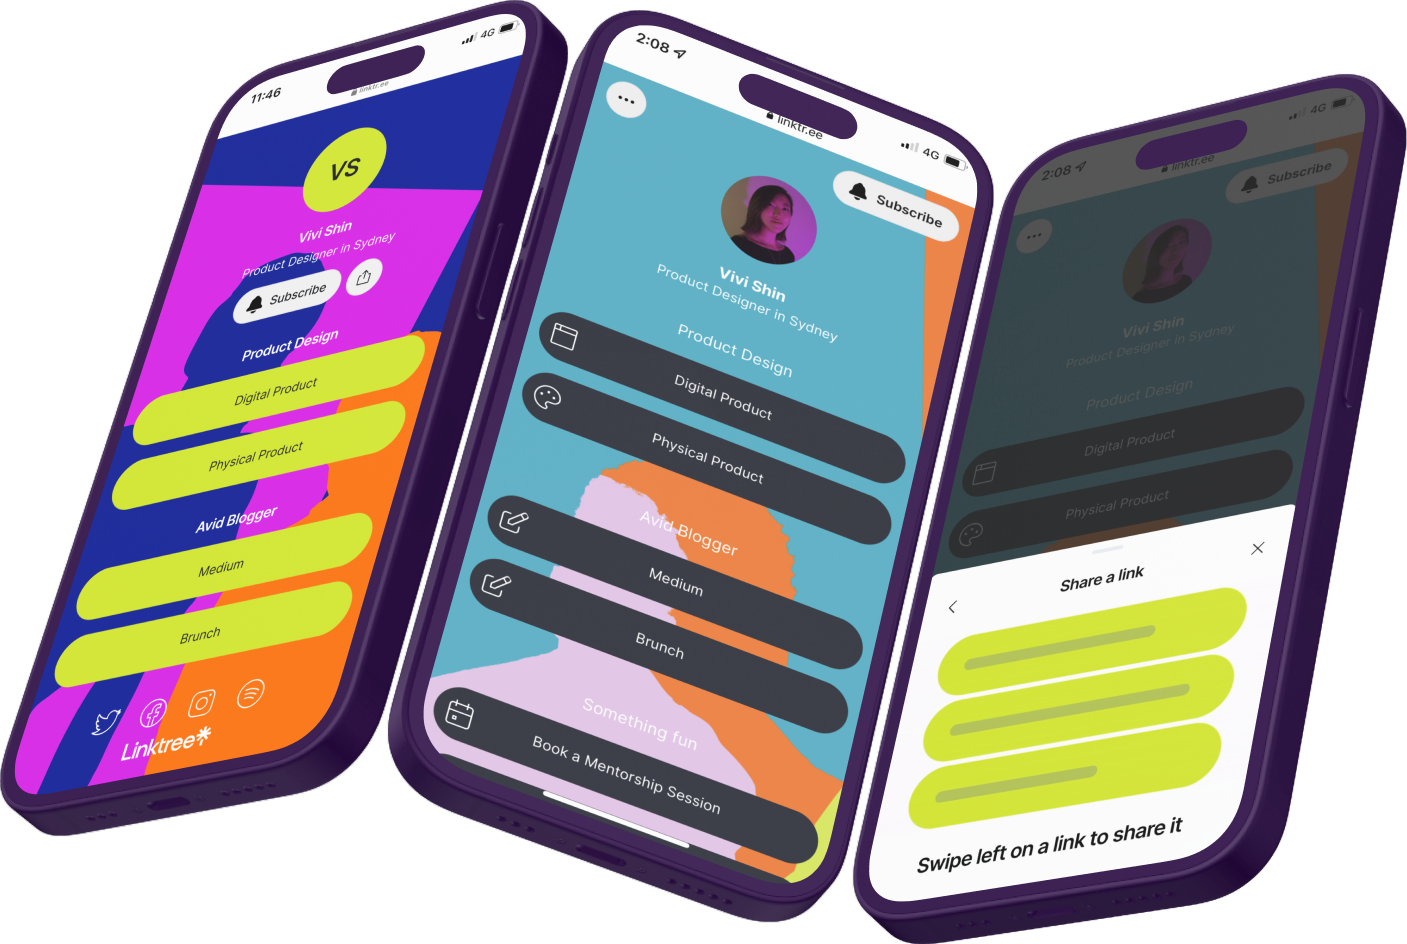 11:46
4G
linktr.ee
VS
Vivi Shin
Product Designer in Sydney
Subscribe
Product Design
Digital Product
Physical Product
Avid Blogger
Medium
Brunch
Linktree
2:08
linktr.ee
4G
Subscribe
Vivi Shin
Product Designer in Sydney
Product Design
Digital Product
Physical Product
Avid Blogger
Medium
Brunch
Something fun
Book a Mentorship Session
2:08
linktr.ee
4G
Subscribe
Vivi Shin
Product Designer in Sydney
Product Design
Digital Product
Physical Product
Share a link
Swipe left on a link to share it